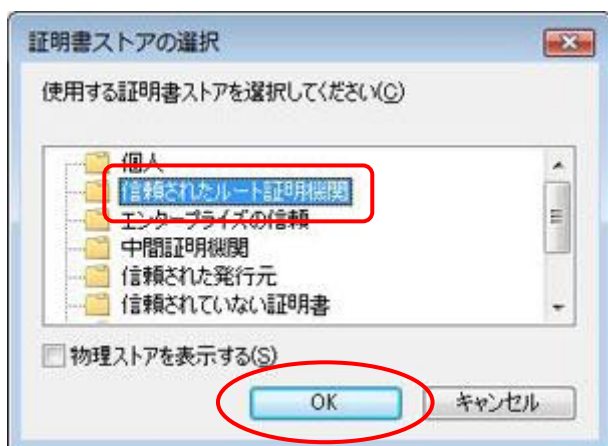 証明書ストアの選択
使用する証明書ストアを選択してください(C)
個人
信頼されたルート証明機関
エンタープライズの信頼
中間証明機関
信頼された発行元
信頼されていない証明書
物理ストアを表示する(S)
OK
キャンセル